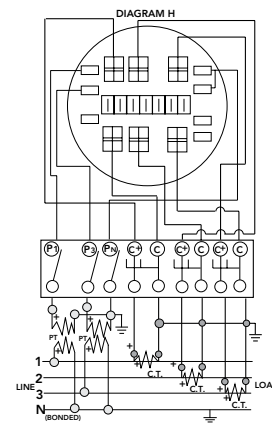 DIAGRAM H
P1 P3 PN C+ C C+ C C+ C
+ +
PT PT
+ +
1
+
C.T.
2
+
C.T.
LINE LOA
3
+
C.T.
N
(BONDED)